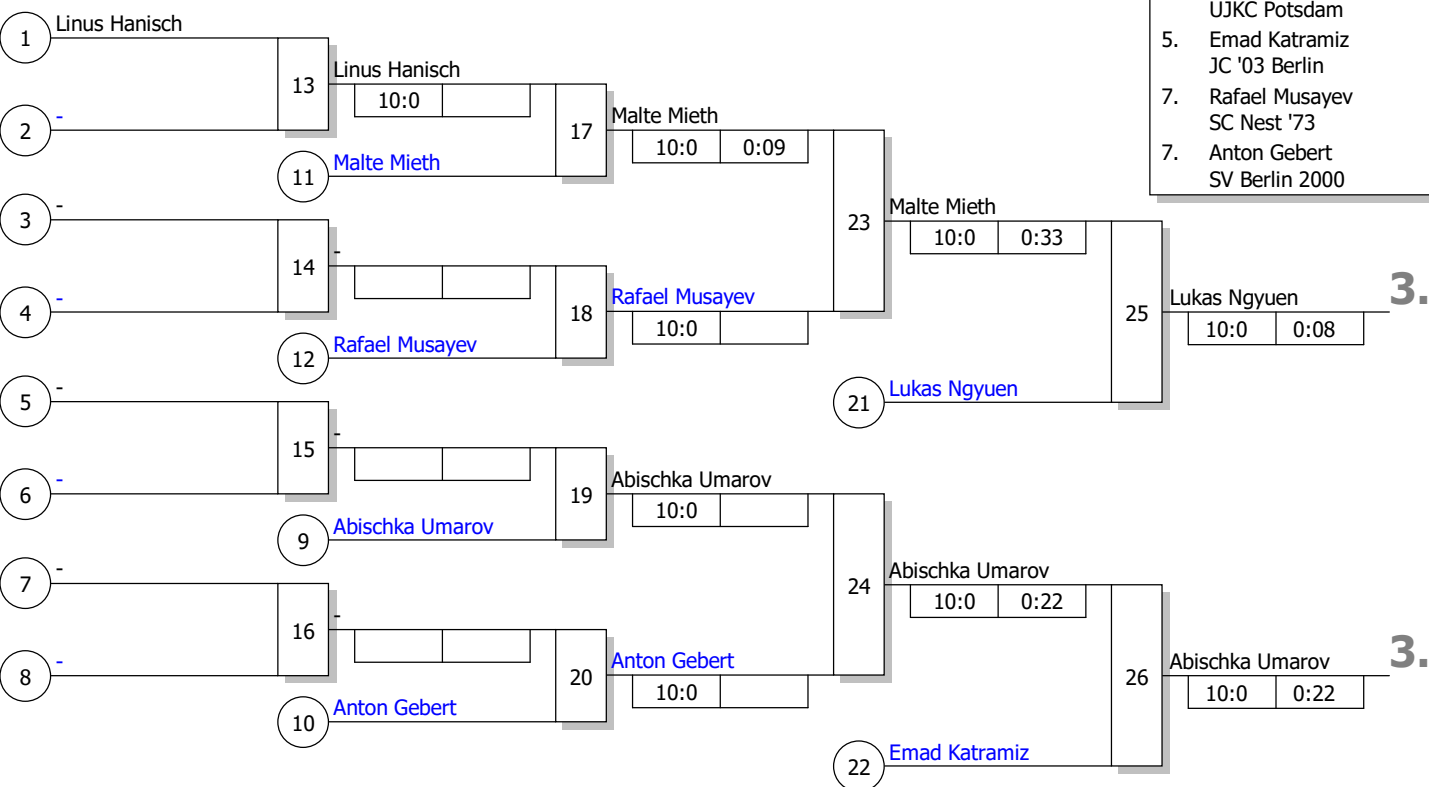 UJKC Potsdam
5. Emad Katramiz
JC '03 Berlin
7. Rafael Musayev
SC Nest '73
7. Anton Gebert
SV Berlin 2000
1 Linus Hanisch
13 Linus Hanisch
10:0
2 -
17 Malte Mieth
10:0 0:09
11 Malte Mieth
3 -
23 Malte Mieth
10:0 0:33
14 -
4 -
18 Rafael Musayev
10:0
12 Rafael Musayev
25 Lukas Ngyuen 3.
10:0 0:08
5 -
21 Lukas Ngyuen
15 -
6 -
19 Abischka Umarov
10:0
9 Abischka Umarov
7 -
24 Abischka Umarov
10:0 0:22
16 -
8 -
20 Anton Gebert
10:0
10 Anton Gebert
26 Abischka Umarov 3.
10:0 0:22
22 Emad Katramiz